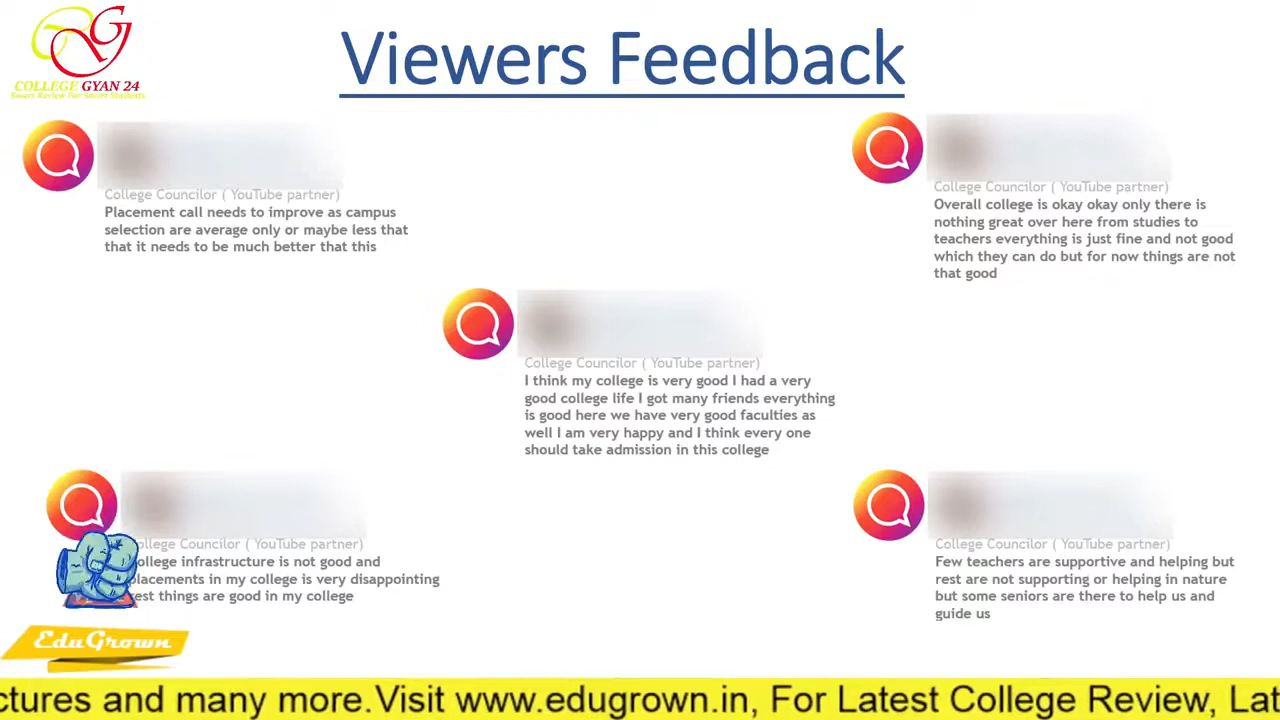 COLLEGE GYAN 24
Smart Review For Smart Students
Viewers Feedback
College Councilor ( YouTube partner)
Placement call needs to improve as campus
selection are average only or maybe less that
that it needs to be much better that this
College Councilor ( YouTube partner)
Overall college is okay okay only there is
nothing great over here from studies to
teachers everything is just fine and not good
which they can do but for now things are not
that good
College Councilor ( YouTube partner)
I think my college is very good I had a very
good college life I got many friends everything
is good here we have very good faculties as
well I am very happy and I think every one
should take admission in this college
ollege Councilor ( YouTube partner)
ollege infrastructure is not good and
placements in my college is very disappointing
est things are good in my college
College Councilor ( YouTube partner)
Few teachers are supportive and helping but
rest are not supporting or helping in nature
but some seniors are there to help us and
guide us
EduGrown
ctures and many more.Visit www.edugrown.in, For Latest College Review, Lat